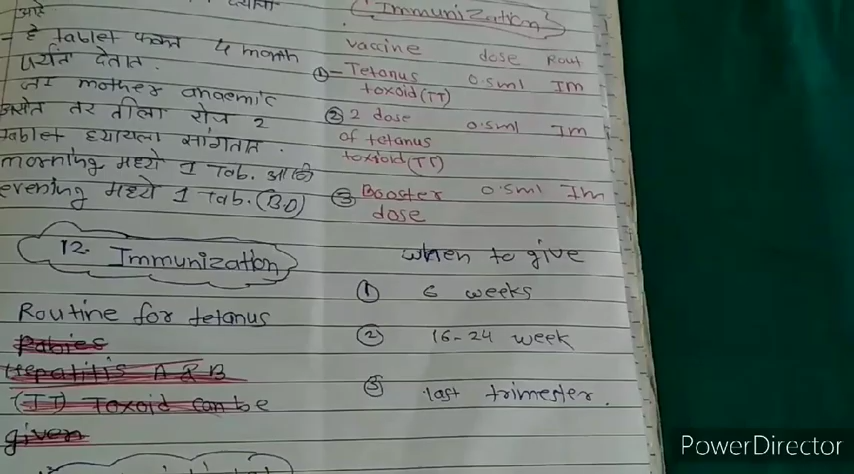 आहे
- हे tablet फक्त 4 month
पर्यंत देतात.
जर mother anaemic
असेल तर तीला रोज 2
tablet घ्यायला सांगतात.
morning मध्ये 1 Tab. आणि
evening मध्ये 1 Tab. (B.D)
12. Immunization
Routine for tetanus
Rabies
Hepatitis A & B
(TT) Toxoid can be
given
Immunization
vaccine dose Rout
① - Tetanus toxoid (TT) 0.5ml IM
② 2 dose 0.5ml Im
of tetanus
toxioid (TT)
③ Booster 0.5ml Im
dose
when to give
① 6 weeks
② 16-24 week
③ last trimester.
PowerDirector